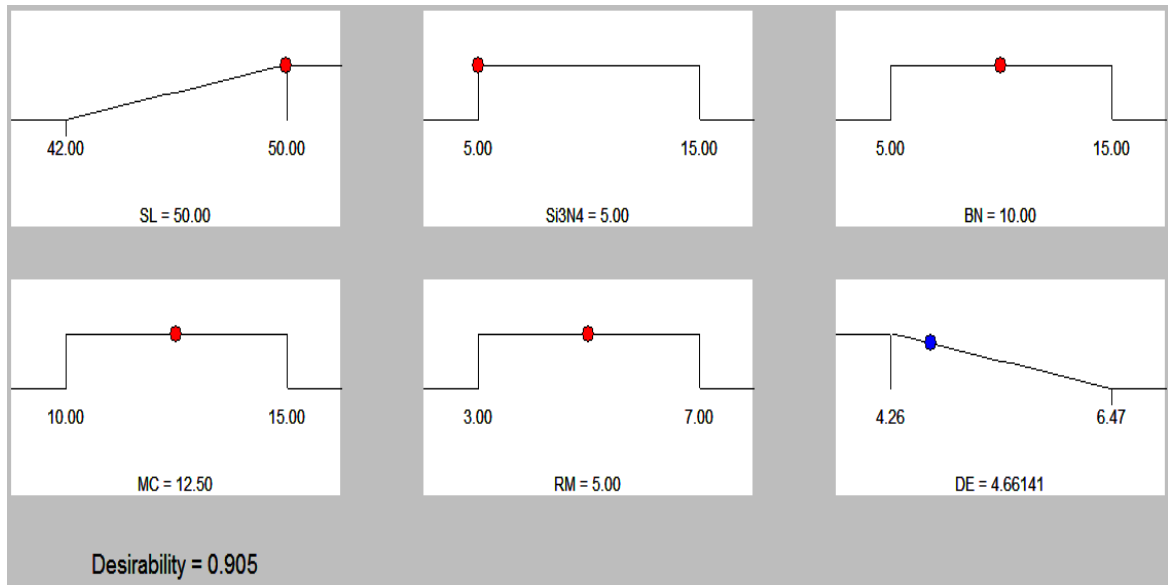 42.00 50.00
SL = 50.00
5.00 15.00
Si3N4 = 5.00
5.00 15.00
BN = 10.00
10.00 15.00
MC = 12.50
3.00 7.00
RM = 5.00
4.26 6.47
DE = 4.66141
Desirability = 0.905